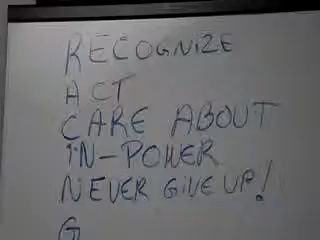 RECOGNIZE
ACT
CARE ABOUT
IN-POWER
NEVER GIVE UP!
G